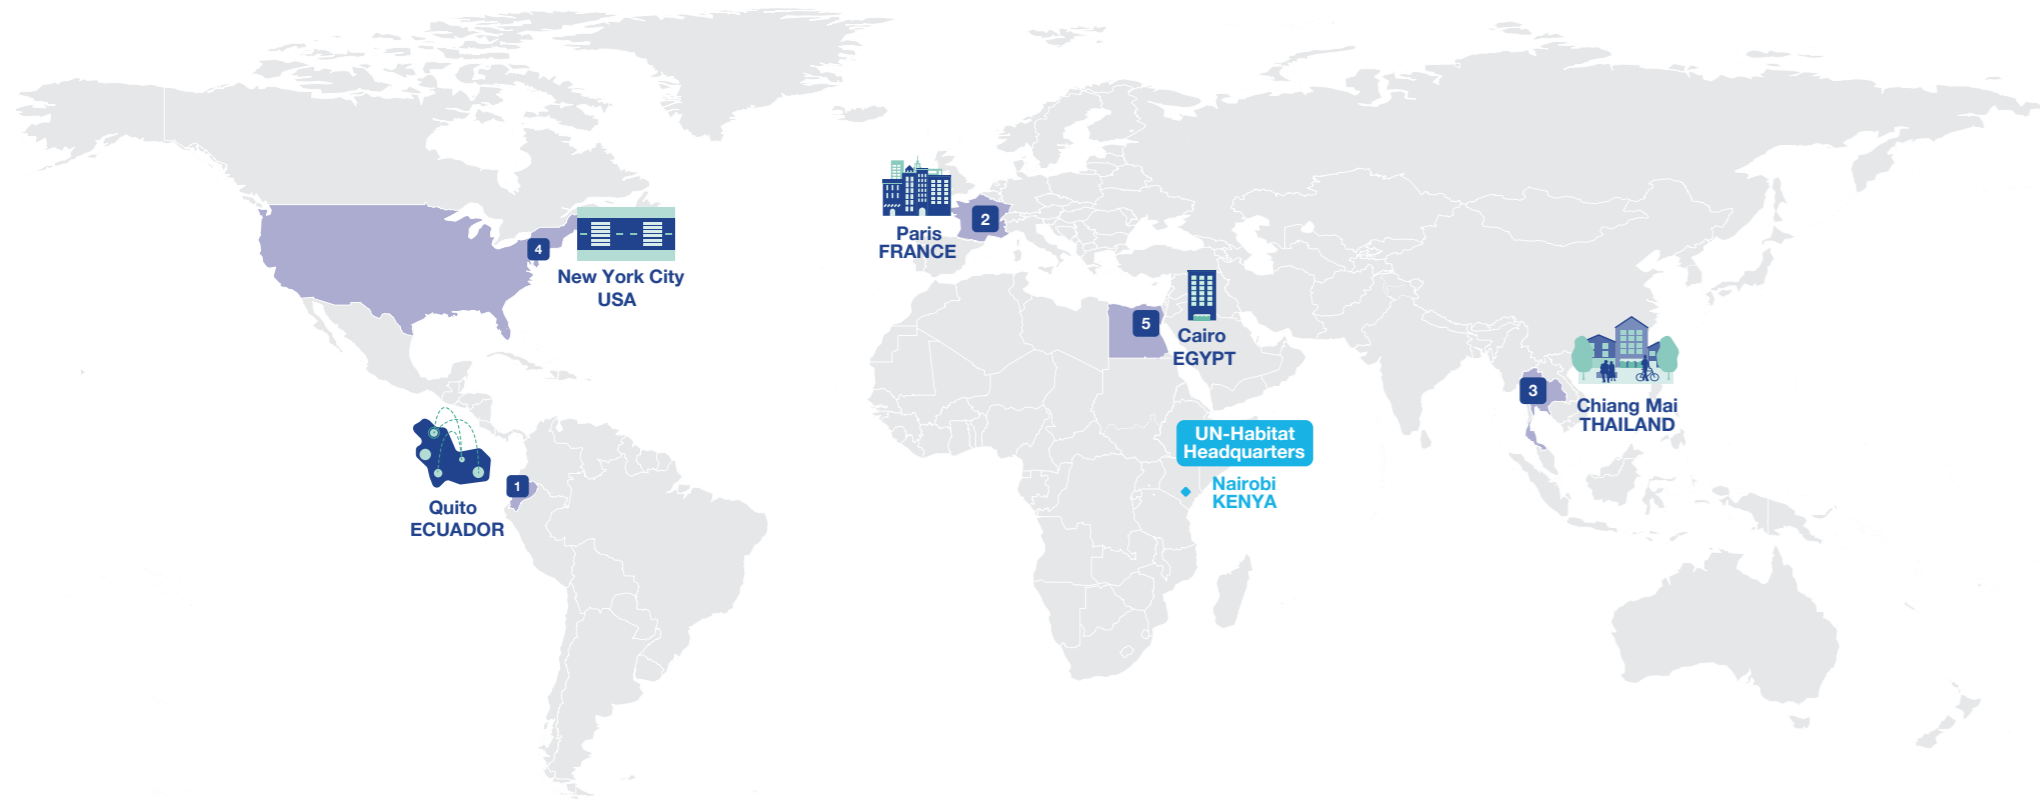 2
Paris
FRANCE
4
New York City
USA
5
Cairo
EGYPT
3
Chiang Mai
THAILAND
UN-Habitat
Headquarters
Nairobi
KENYA
1
Quito
ECUADOR